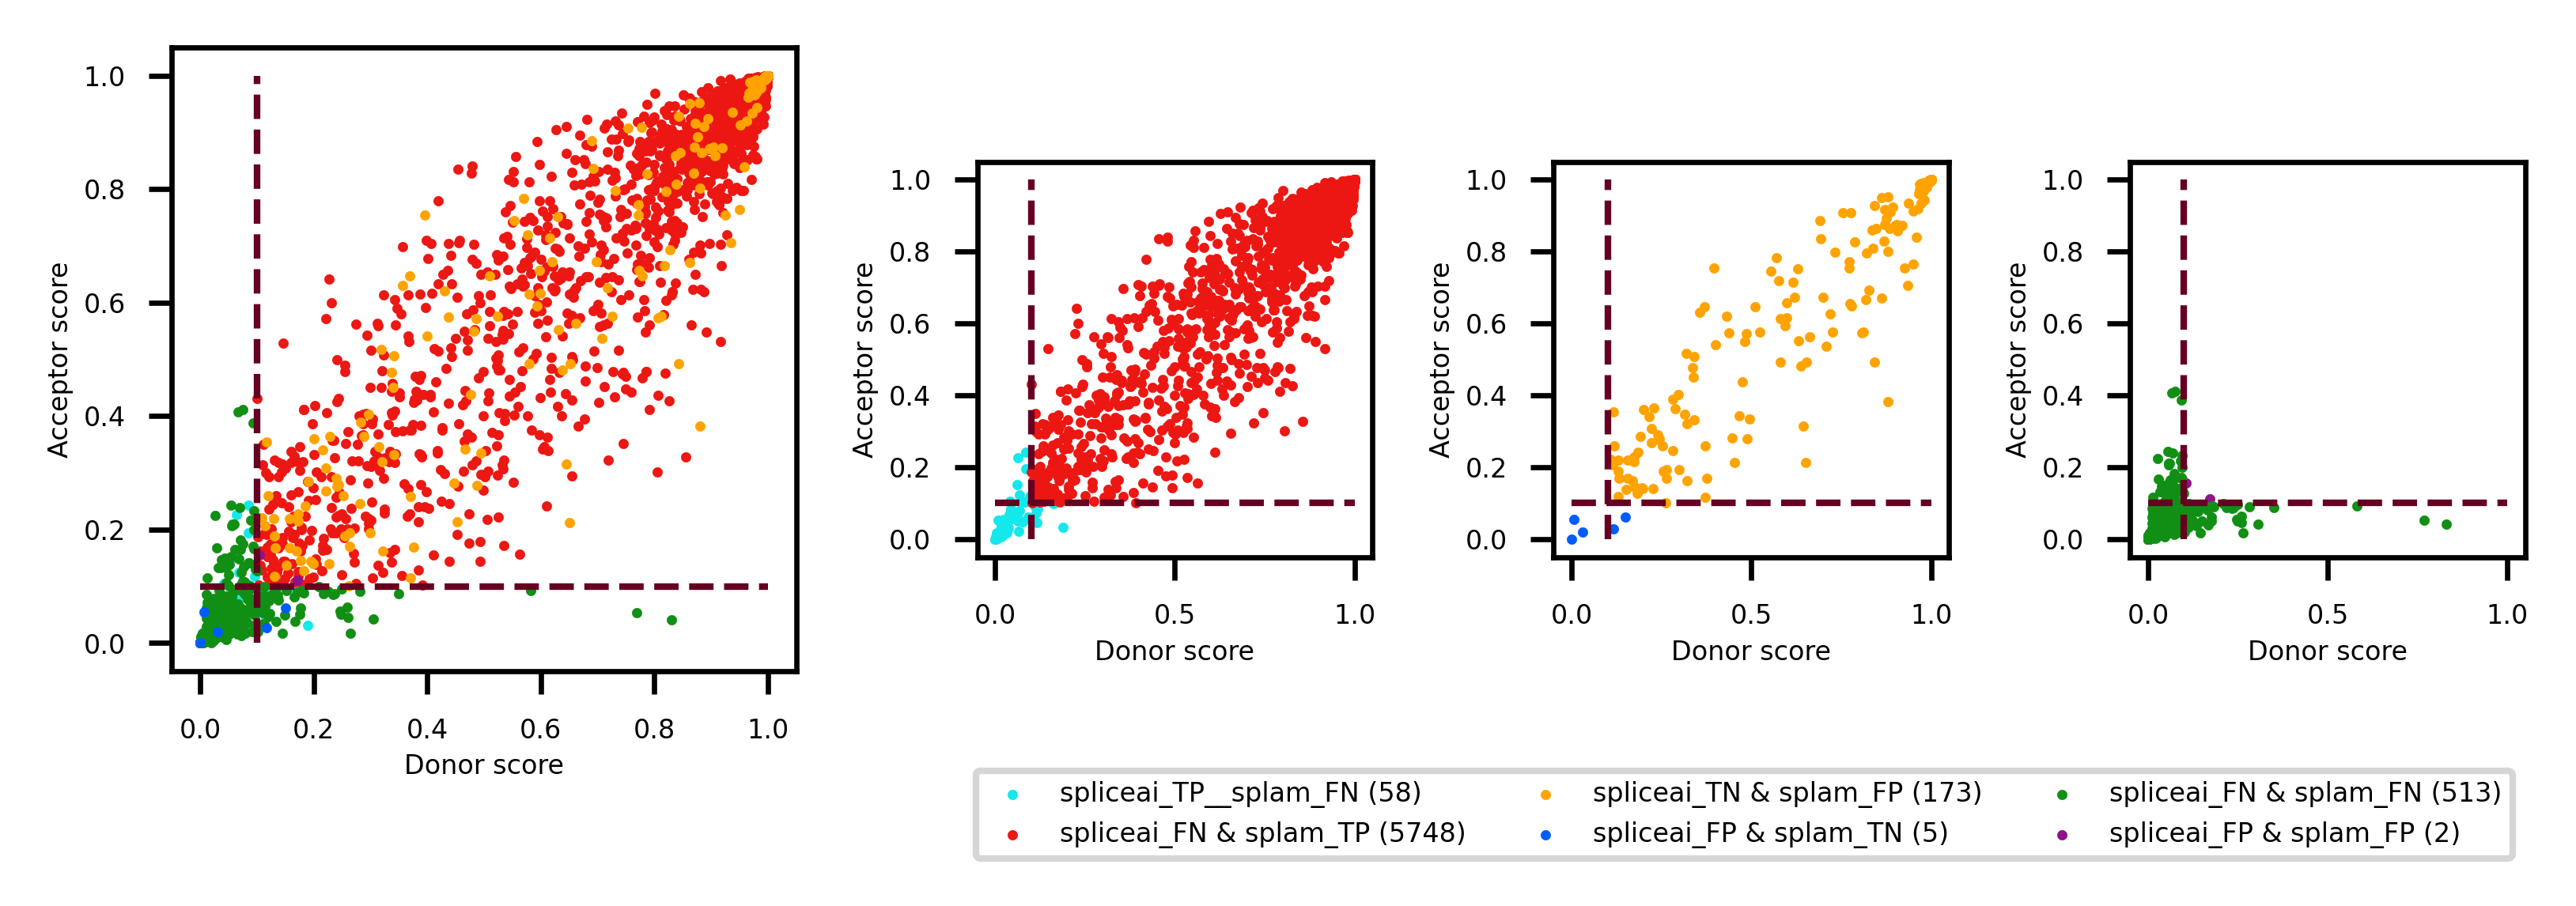 1.0
0.8
0.6
0.4
0.2
0.0
Acceptor score
0.0 0.2 0.4 0.6 0.8 1.0
Donor score
1.0
0.8
0.6
0.4
0.2
0.0
Acceptor score
0.0 0.5 1.0
Donor score
1.0
0.8
0.6
0.4
0.2
0.0
Acceptor score
0.0 0.5 1.0
Donor score
1.0
0.8
0.6
0.4
0.2
0.0
Acceptor score
0.0 0.5 1.0
Donor score
spliceai_TP__splam_FN (58)
spliceai_FN & splam_TP (5748)
spliceai_TN & splam_FP (173)
spliceai_FP & splam_TN (5)
spliceai_FN & splam_FN (513)
spliceai_FP & splam_FP (2)